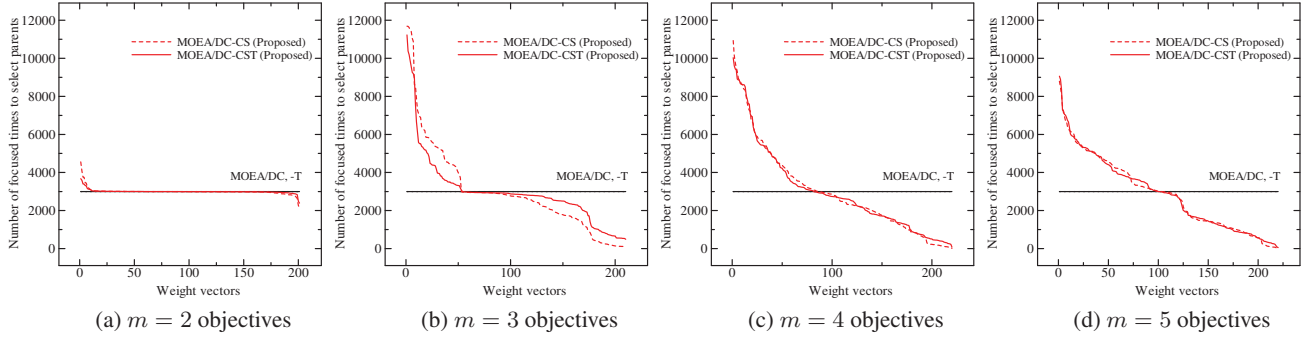 Number of focused times to select parents
12000
10000
8000
6000
4000
2000
0
MOEA/DC-CS (Proposed)
MOEA/DC-CST (Proposed)
MOEA/DC, -T
0 50 100 150 200
Weight vectors
(a) m = 2 objectives
Number of focused times to select parents
12000
10000
8000
6000
4000
2000
0
MOEA/DC-CS (Proposed)
MOEA/DC-CST (Proposed)
MOEA/DC, -T
0 100 200
Weight vectors
(b) m = 3 objectives
Number of focused times to select parents
12000
10000
8000
6000
4000
2000
0
MOEA/DC-CS (Proposed)
MOEA/DC-CST (Proposed)
MOEA/DC, -T
0 100 200
Weight vectors
(c) m = 4 objectives
Number of focused times to select parents
12000
10000
8000
6000
4000
2000
0
MOEA/DC-CS (Proposed)
MOEA/DC-CST (Proposed)
MOEA/DC, -T
0 50 100 150 200
Weight vectors
(d) m = 5 objectives